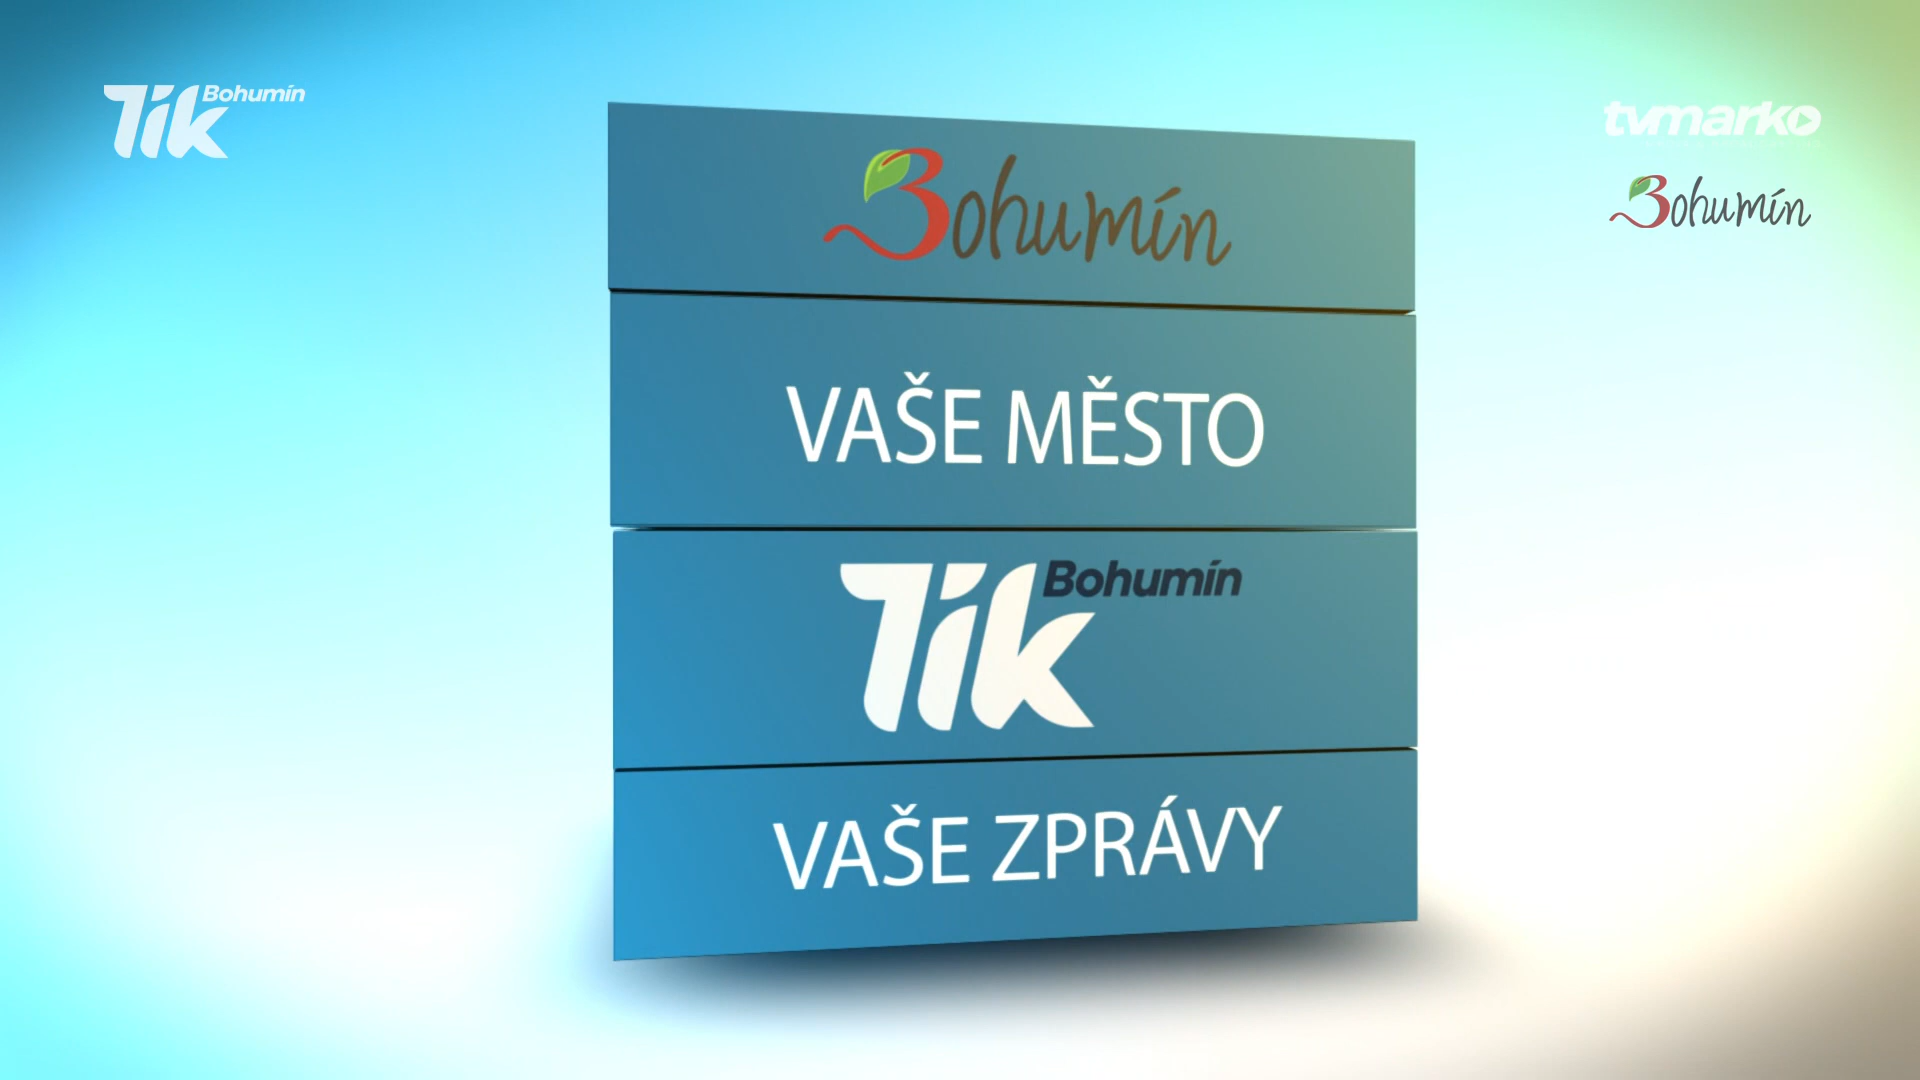 Tik Bohumín
tvmarko
Bohumín
Bohumín
VAŠE MĚSTO
Tik Bohumín
VAŠE ZPRÁVY